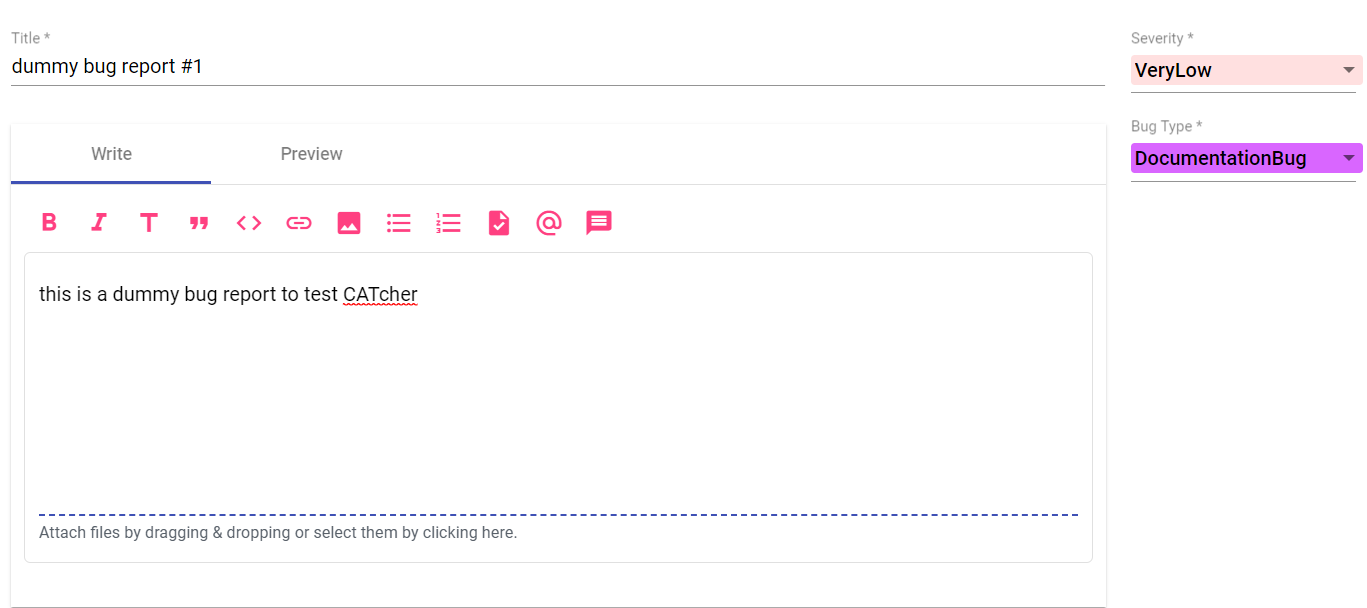 Title *
dummy bug report #1
Severity *
VeryLow
Bug Type *
DocumentationBug
Write Preview
this is a dummy bug report to test CATcher
Attach files by dragging & dropping or select them by clicking here.